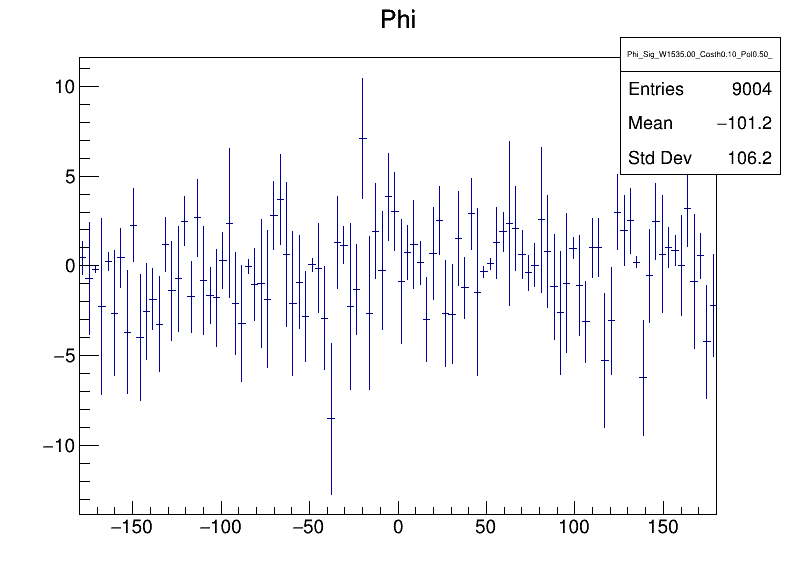 Phi
Phi_Sig_W1535.00_Costh0.10_Pol0.50_
Entries 9004
Mean −101.2
Std Dev 106.2
10
5
0
−5
−10
−150 −100 −50 0 50 100 150